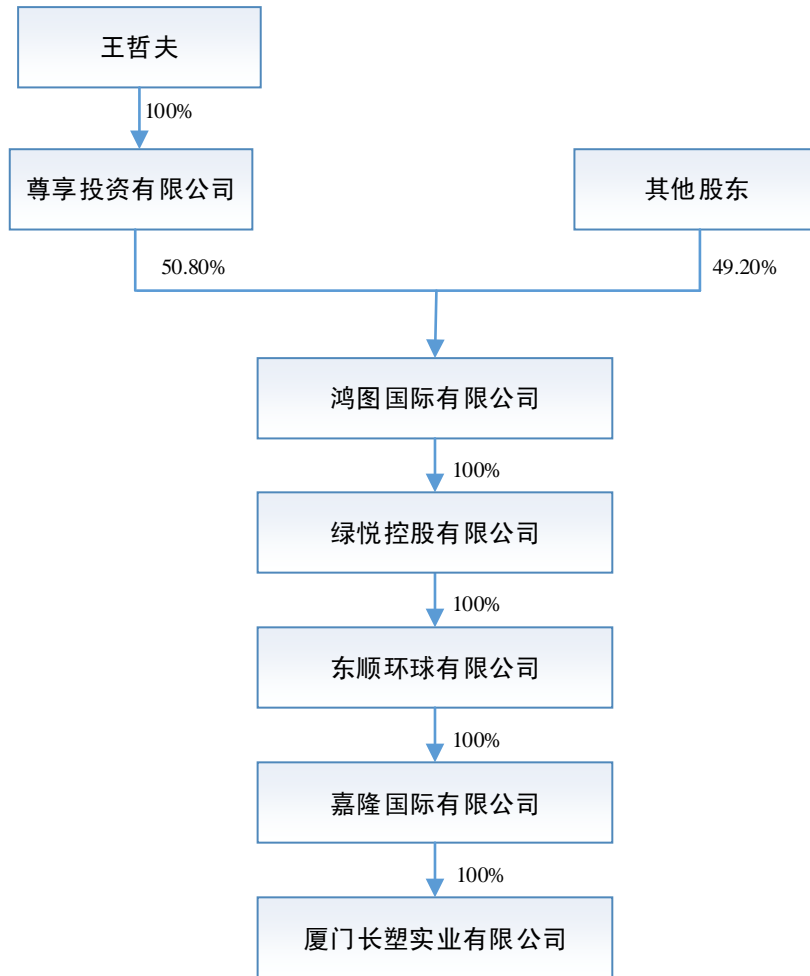 王哲夫
100%
尊享投资有限公司
其他股东
50.80%
49.20%
鸿图国际有限公司
100%
绿悦控股有限公司
100%
东顺环球有限公司
100%
嘉隆国际有限公司
100%
厦门长塑实业有限公司